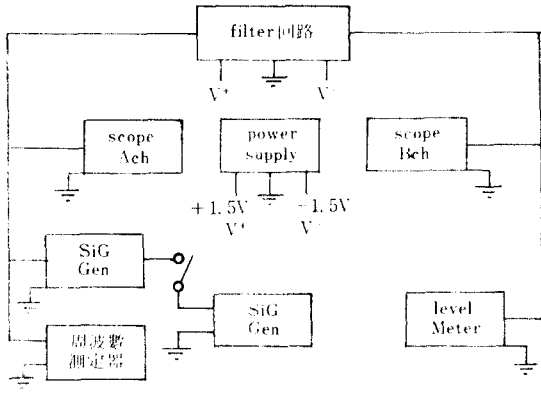 filter回路
V⁺
V⁻
scope
Ach
power
supply
scope
Bch
+1.5V
-1.5V
V⁺
V⁻
SiG
Gen
SiG
Gen
level
Meter
周波數
測定器